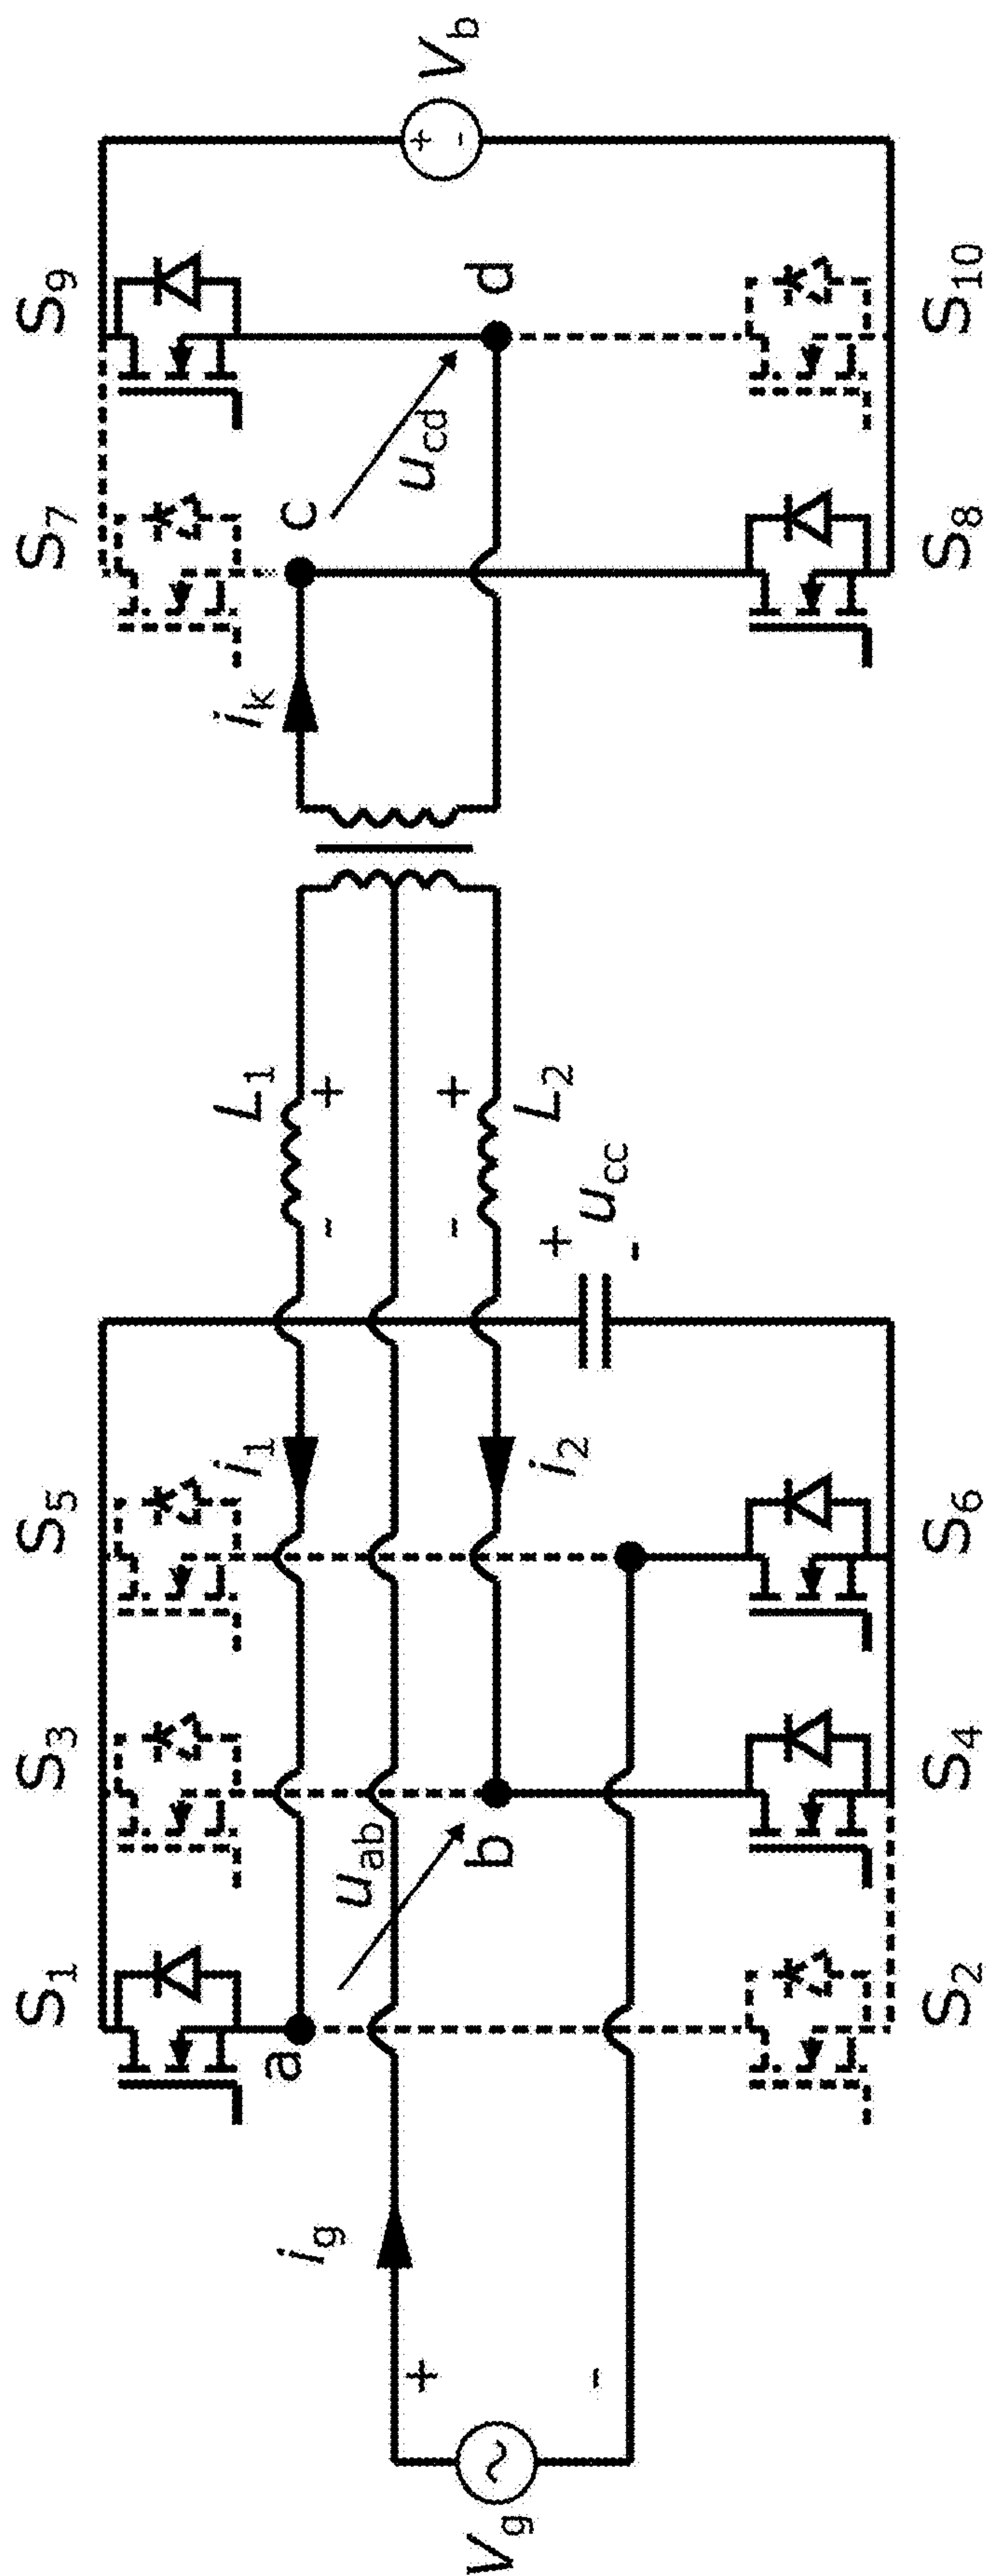 S1
S3
S5
S7
S9
a
i1
L1
ik
c
+
-
ig
uab
ucd
+
+
-
Vb
+
-
+
b
i2
L2
d
Vg
~
+
ucc
-
-
S2
S4
S6
S8
S10